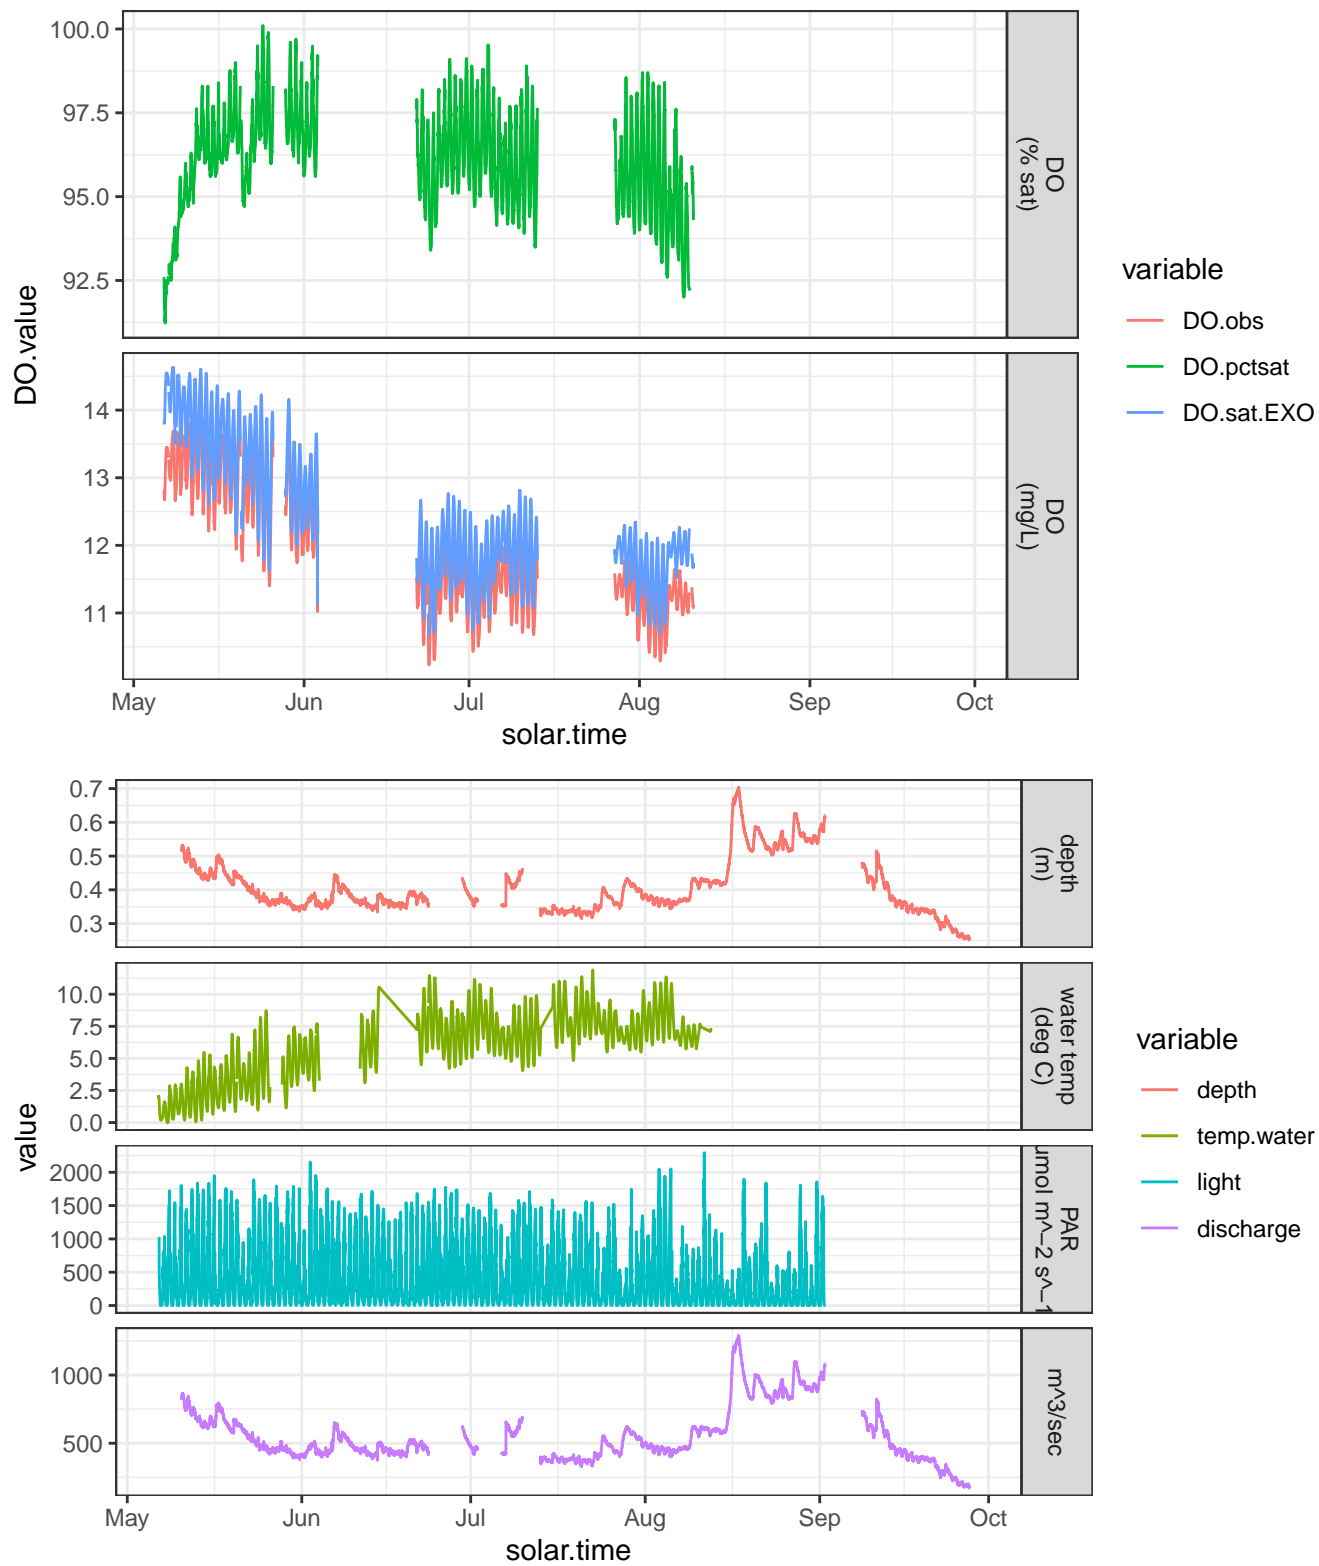 100.0
97.5
95.0
92.5
DO
(% sat)
14
13
12
11
DO
(mg/L)
DO.value
May
Jun
Jul
Aug
Sep
Oct
solar.time
variable
DO.obs
DO.pctsat
DO.sat.EXO
0.7
0.6
0.5
0.4
0.3
depth
(m)
10.0
7.5
5.0
2.5
0.0
water temp
(deg C)
2000
1500
1000
500
0
PAR
umol m^-2 s^-1
1000
500
m^3/sec
value
May
Jun
Jul
Aug
Sep
Oct
solar.time
variable
depth
temp.water
light
discharge